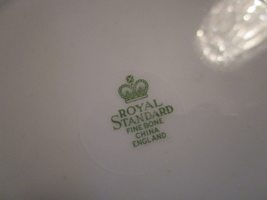 ROYAL
STANDARD
FINE BONE
CHINA
ENGLAND